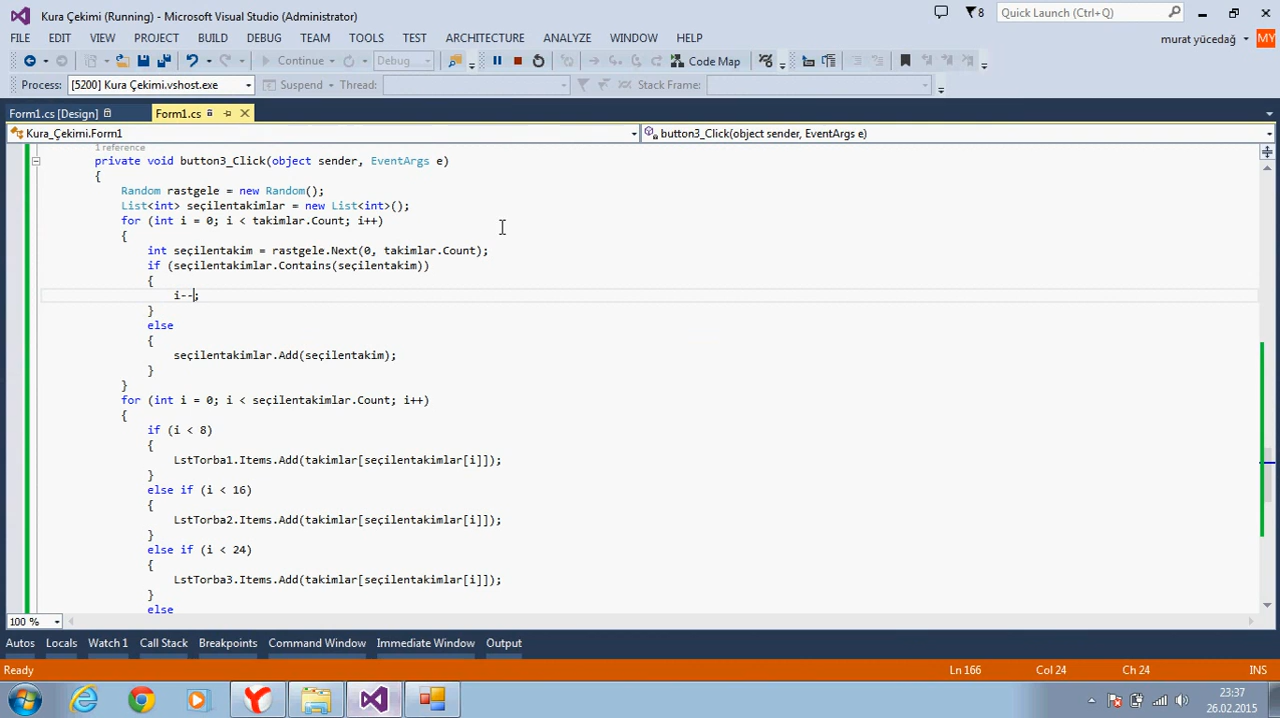 Kura Çekimi (Running) - Microsoft Visual Studio (Administrator)
8
Quick Launch (Ctrl+Q)
FILE EDIT VIEW PROJECT BUILD DEBUG TEAM TOOLS TEST ARCHITECTURE ANALYZE WINDOW HELP
murat yücedağ
MY
Continue
Debug
Code Map
Process: [5200] Kura Çekimi.vshost.exe
Suspend
Thread:
Stack Frame:
Form1.cs [Design]
Form1.cs
Kura_Çekimi.Form1
button3_Click(object sender, EventArgs e)
1 reference
private void button3_Click(object sender, EventArgs e)
{
Random rastgele = new Random();
List<int> seçilentakimlar = new List<int>();
for (int i = 0; i < takimlar.Count; i++)
{
int seçilentakim = rastgele.Next(0, takimlar.Count);
if (seçilentakimlar.Contains(seçilentakim))
{
i--;
}
else
{
seçilentakimlar.Add(seçilentakim);
}
}
for (int i = 0; i < seçilentakimlar.Count; i++)
{
if (i < 8)
{
LstTorba1.Items.Add(takimlar[seçilentakimlar[i]]);
}
else if (i < 16)
{
LstTorba2.Items.Add(takimlar[seçilentakimlar[i]]);
}
else if (i < 24)
{
LstTorba3.Items.Add(takimlar[seçilentakimlar[i]]);
}
else
100 %
Autos Locals Watch 1 Call Stack Breakpoints Command Window Immediate Window Output
Ready
Ln 166
Col 24
Ch 24
INS
23:37
26.02.2015